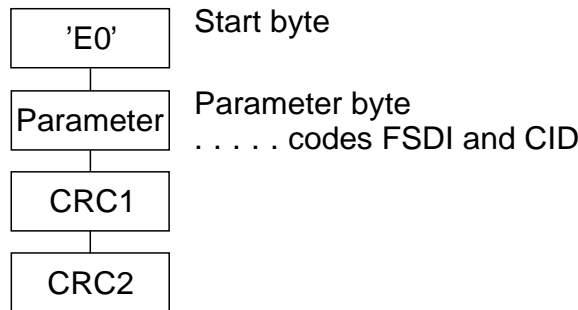 ’E0’ Start byte
Parameter Parameter byte
. . . . . codes FSDI and CID
CRC1
CRC2